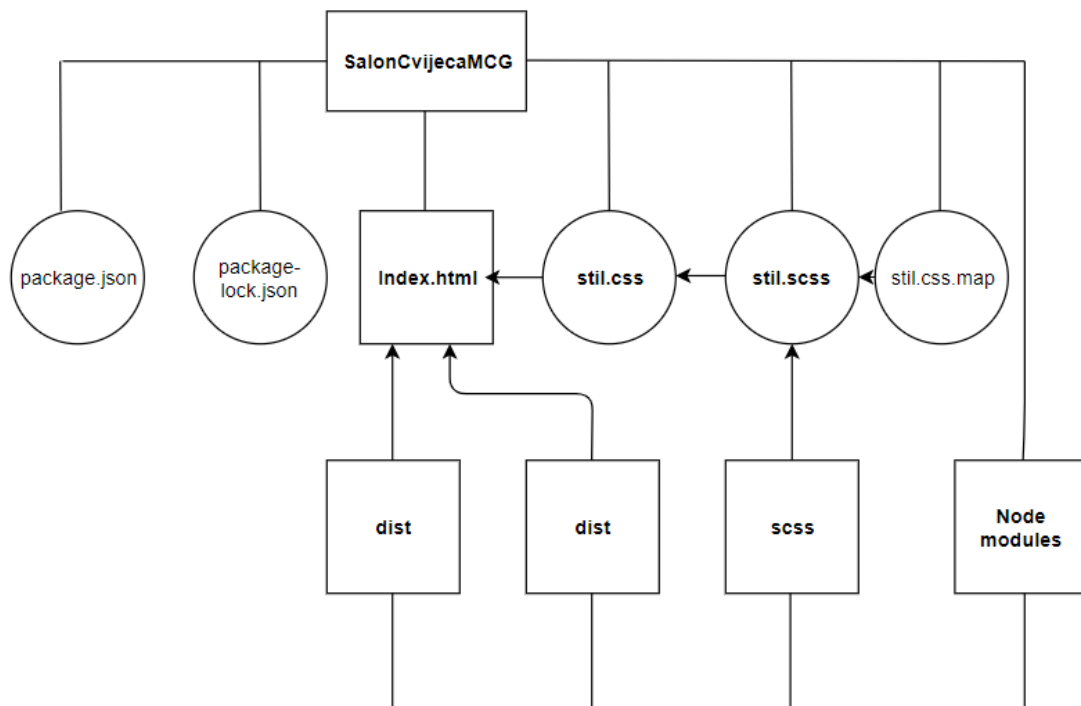 SalonCvijecaMCG
package.json
package-
lock.json
Index.html
stil.css
stil.scss
stil.css.map
dist
dist
scss
Node
modules